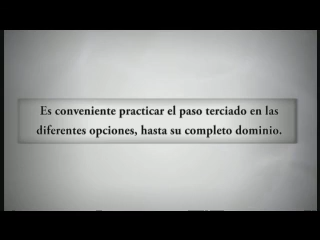 Es conveniente practicar el paso terciado en las
diferentes opciones, hasta su completo dominio.